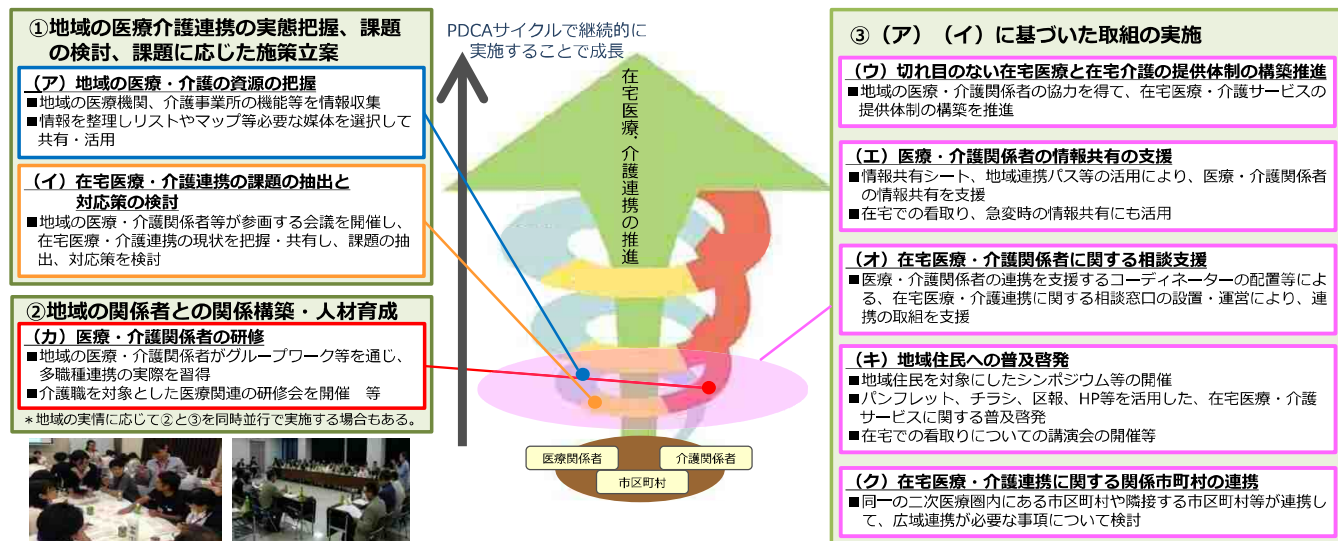 ①地域の医療介護連携の実態把握、課題
の検討、課題に応じた施策立案
（ア）地域の医療・介護の資源の把握
■地域の医療機関、介護事業所の機能等を情報収集
■情報を整理しリストやマップ等必要な媒体を選択して
共有・活用
（イ）在宅医療・介護連携の課題の抽出と
対応策の検討
■地域の医療・介護関係者等が参画する会議を開催し、
在宅医療・介護連携の現状を把握・共有し、課題の抽
出、対応策を検討
②地域の関係者との関係構築・人材育成
（カ）医療・介護関係者の研修
■地域の医療・介護関係者がグループワーク等を通じ、
多職種連携の実際を習得
■介護職を対象とした医療関連の研修会を開催　等
＊地域の実情に応じて②と③を同時並行で実施する場合もある。
PDCAサイクルで継続的に
実施することで成長
在宅医療、介護連携の推進
医療関係者
介護関係者
市区町村
③（ア）（イ）に基づいた取組の実施
（ウ）切れ目のない在宅医療と在宅介護の提供体制の構築推進
■地域の医療・介護関係者の協力を得て、在宅医療・介護サービスの
提供体制の構築を推進
（エ）医療・介護関係者の情報共有の支援
■情報共有シート、地域連携パス等の活用により、医療・介護関係者
の情報共有を支援
■在宅での看取り、急変時の情報共有にも活用
（オ）在宅医療・介護関係者に関する相談支援
■医療・介護関係者の連携を支援するコーディネーターの配置等によ
る、在宅医療・介護連携に関する相談窓口の設置・運営により、連
携の取組を支援
（キ）地域住民への普及啓発
■地域住民を対象にしたシンポジウム等の開催
■パンフレット、チラシ、区報、HP等を活用した、在宅医療・介護
サービスに関する普及啓発
■在宅での看取りについての講演会の開催等
（ク）在宅医療・介護連携に関する関係市町村の連携
■同一の二次医療圏内にある市区町村や隣接する市区町村等が連携し
て、広域連携が必要な事項について検討